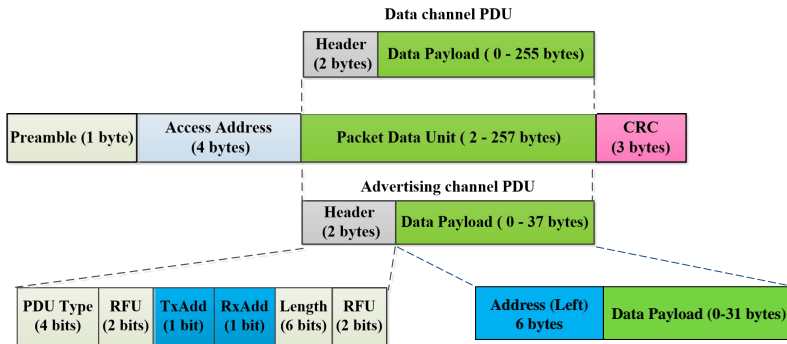 Data channel PDU
Header
(2 bytes)
Data Payload ( 0 - 255 bytes)
Preamble (1 byte)
Access Address
(4 bytes)
Packet Data Unit ( 2 - 257 bytes)
CRC
(3 bytes)
Advertising channel PDU
Header
(2 bytes)
Data Payload ( 0 - 37 bytes)
PDU Type
(4 bits)
RFU
(2 bits)
TxAdd
(1 bit)
RxAdd
(1 bit)
Length
(6 bits)
RFU
(2 bits)
Address (Left)
6 bytes
Data Payload (0-31 bytes)